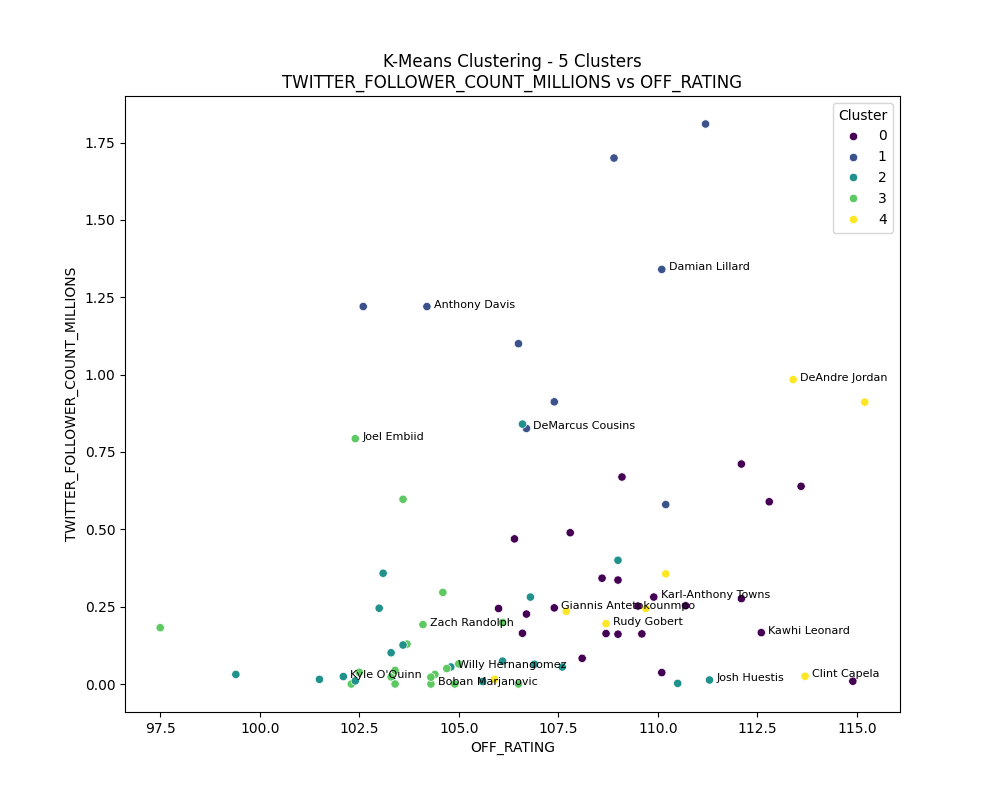 K-Means Clustering - 5 Clusters
TWITTER_FOLLOWER_COUNT_MILLIONS vs OFF_RATING
Cluster
0
1
2
3
4
1.75
1.50
1.25
1.00
0.75
0.50
0.25
0.00
TWITTER_FOLLOWER_COUNT_MILLIONS
Damian Lillard
Anthony Davis
DeAndre Jordan
DeMarcus Cousins
Joel Embiid
Karl-Anthony Towns
Giannis Antetokounmpo
Zach Randolph
Rudy Gobert
Kawhi Leonard
Willy Hernangomez
Kyle O'Quinn
Boban Marjanovic
Josh Huestis
Clint Capela
97.5
100.0
102.5
105.0
107.5
110.0
112.5
115.0
OFF_RATING